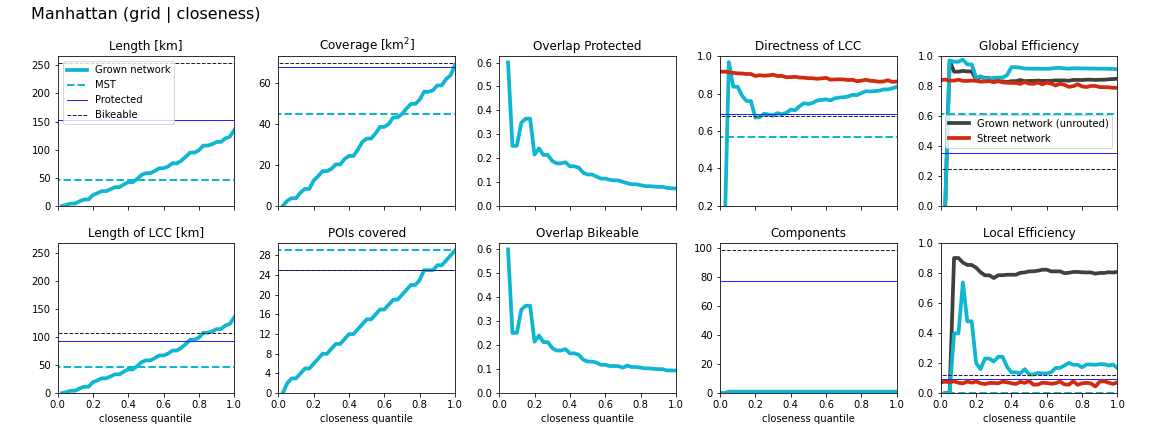 Manhattan (grid | closeness)
Length [km]
Coverage [km²]
Overlap Protected
Directness of LCC
Global Efficiency
250
200
150
100
50
0
Grown network
MST
Protected
Bikeable
60
40
20
0
0.6
0.5
0.4
0.3
0.2
0.1
0.0
1.0
0.8
0.6
0.4
0.2
1.0
0.8
0.6
0.4
0.2
0.0
Grown network (unrouted)
Street network
Length of LCC [km]
POIs covered
Overlap Bikeable
Components
Local Efficiency
250
200
150
100
50
0
0.0 0.2 0.4 0.6 0.8 1.0
closeness quantile
28
24
20
16
12
8
4
0
0.0 0.2 0.4 0.6 0.8 1.0
closeness quantile
0.6
0.5
0.4
0.3
0.2
0.1
0.0
0.0 0.2 0.4 0.6 0.8 1.0
closeness quantile
100
80
60
40
20
0
0.0 0.2 0.4 0.6 0.8 1.0
closeness quantile
1.0
0.8
0.6
0.4
0.2
0.0
0.0 0.2 0.4 0.6 0.8 1.0
closeness quantile